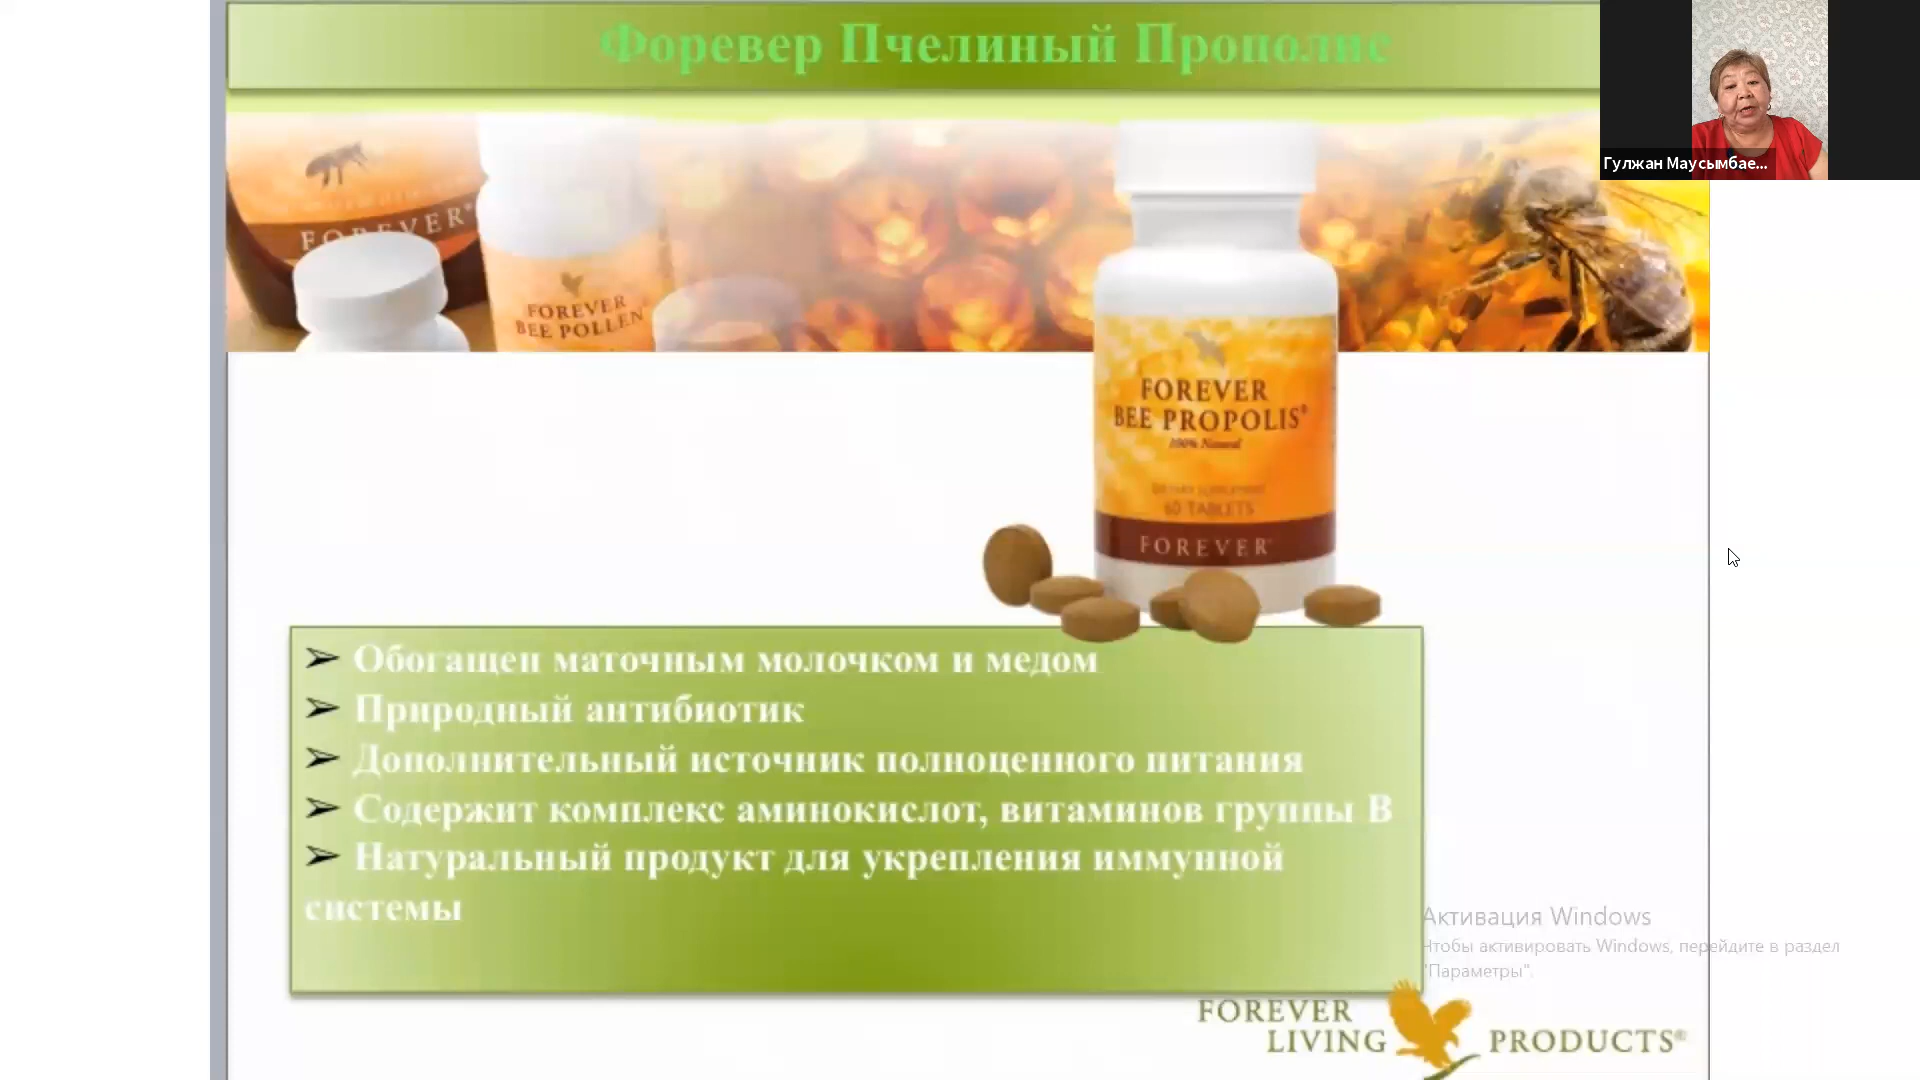 Форевер Пчелиный Прополис
Гулжан Маусымбае...
FOREVER®
FOREVER
BEE POLLEN
FOREVER
BEE PROPOLIS®
100% Natural
DIETARY SUPPLEMENT
60 TABLETS
FOREVER
➢ Обогащен маточным молочком и медом
➢ Природный антибиотик
➢ Дополнительный источник полноценного питания
➢ Содержит комплекс аминокислот, витаминов группы В
➢ Натуральный продукт для укрепления иммунной
системы
Активация Windows
Чтобы активировать Windows, перейдите в раздел
"Параметры".
FOREVER
LIVING PRODUCTS®